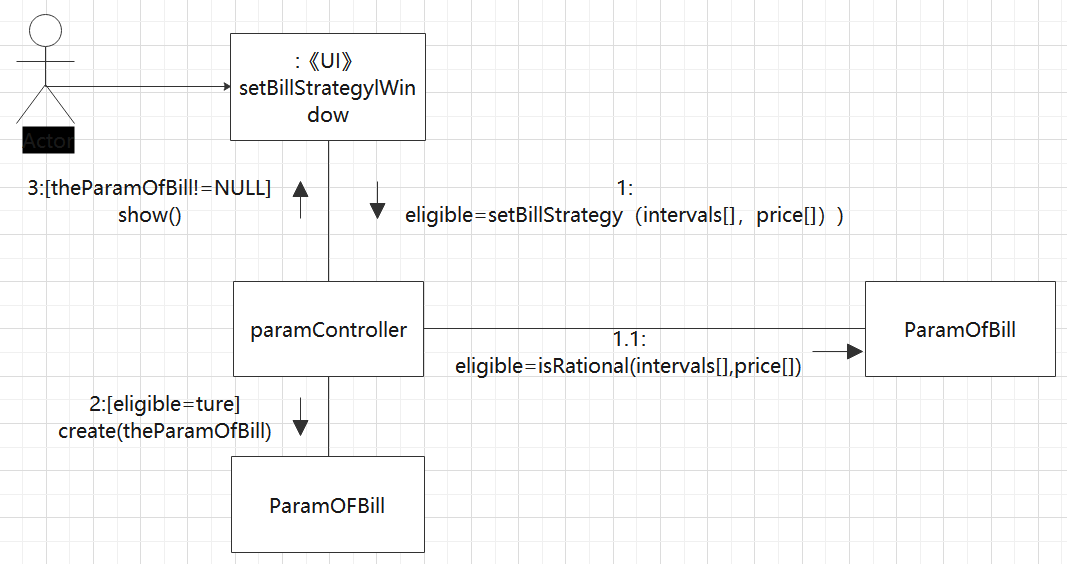 :《UI》
setBillStrategylWin
dow
Actor
3:[theParamOfBill!=NULL]
show()
1:
eligible=setBillStrategy（intervals[]，price[]））
paramController
ParamOfBill
1.1:
eligible=isRational(intervals[],price[])
2:[eligible=ture]
create(theParamOfBill)
ParamOFBill